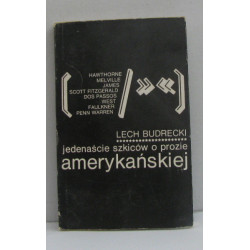 HAWTHORNE
MELVILLE
JAMES
SCOTT FITZGERALD
DOS PASSOS
WEST
FAULKNER
PENN WARREN
[ / » « ]
LECH BUDRECKI
jedenaście szkiców o prozie
amerykańskiej